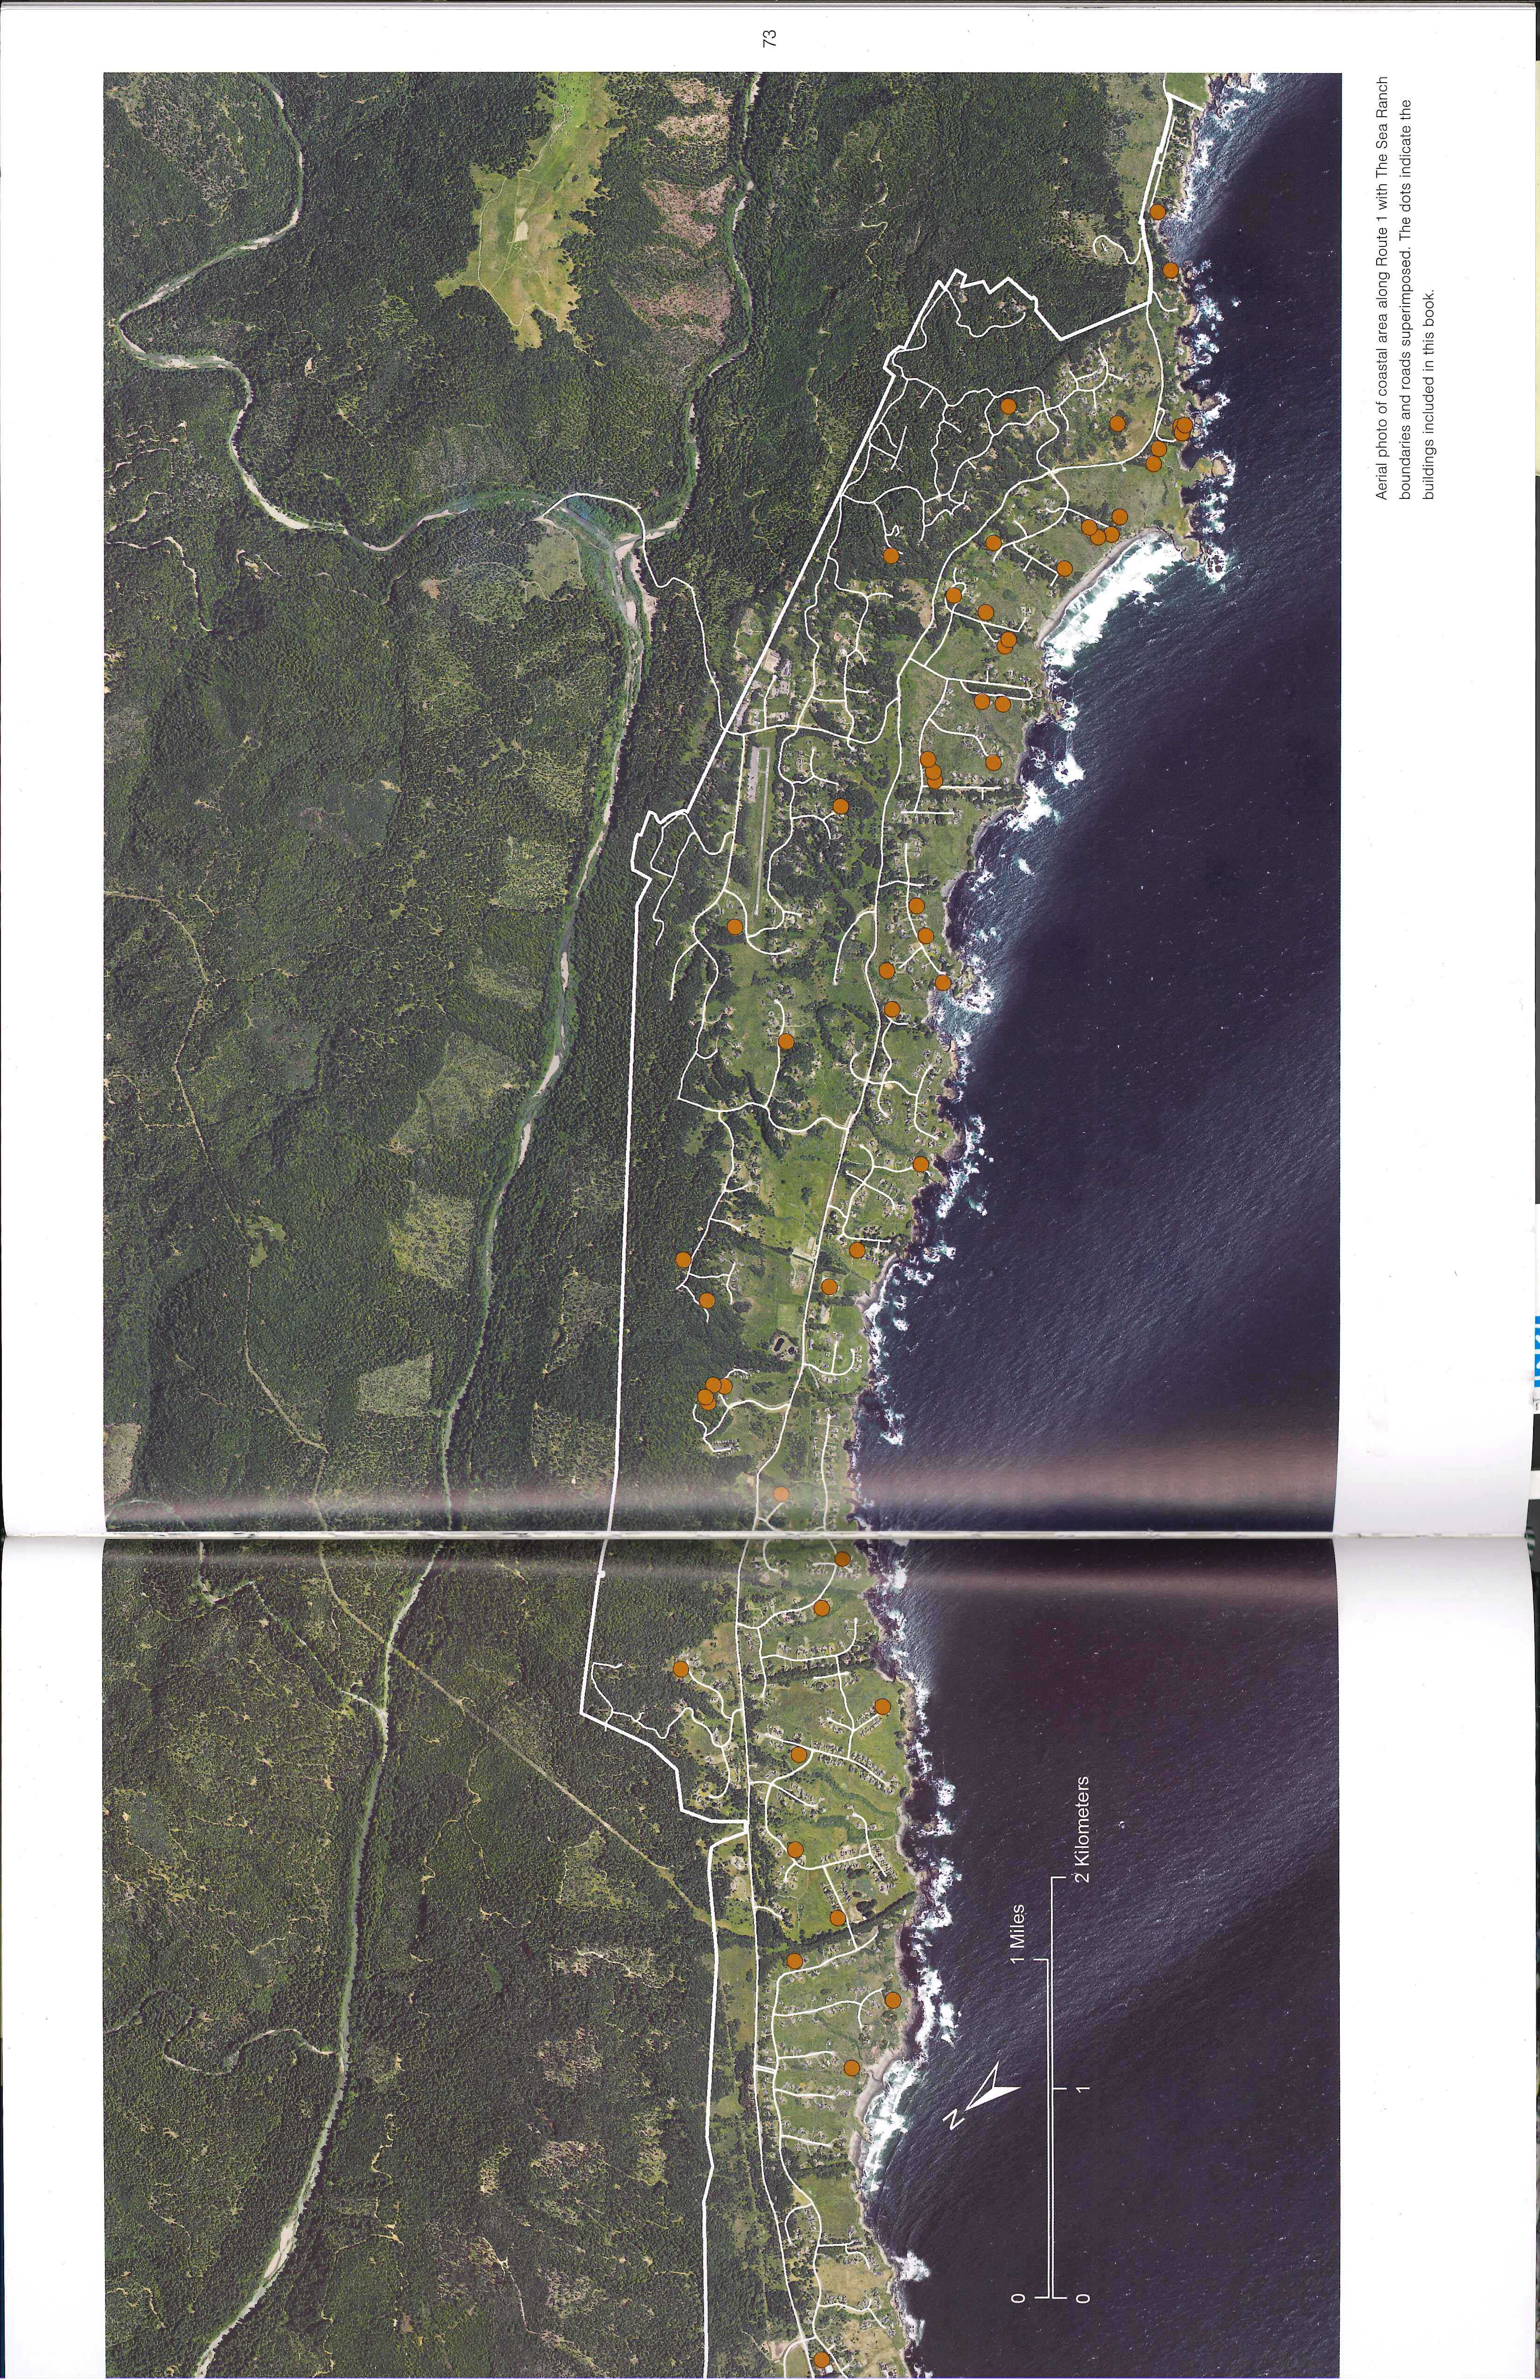 73
Aerial photo of coastal area along Route 1 with The Sea Ranch
boundaries and roads superimposed. The dots indicate the
buildings included in this book.
N
0 1 Miles
0 1 2 Kilometers